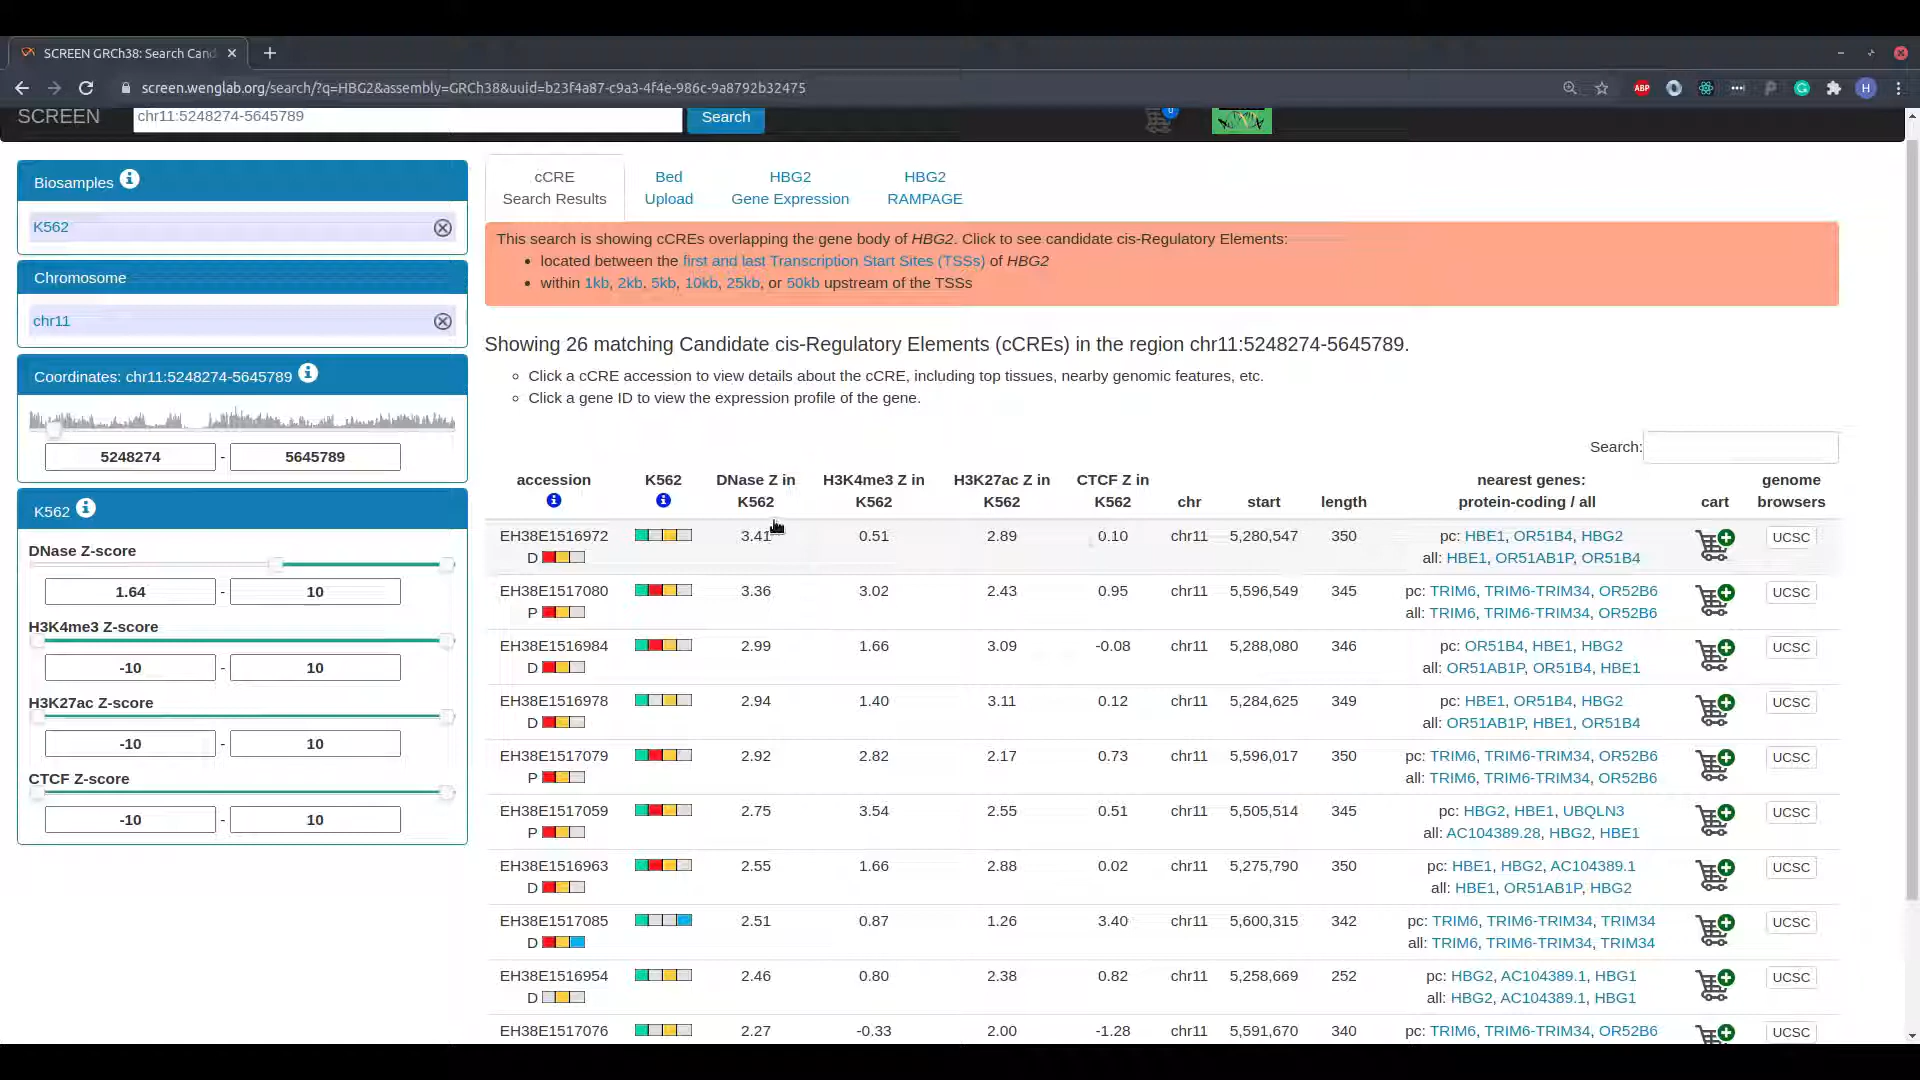 SCREEN GRCh38: Search Cand
screen.wenglab.org/search/?q=HBG2&assembly=GRCh38&uuid=b23f4a87-c9a3-4f4e-986c-9a8792b32475
ABP
H
SCREEN
chr11:5248274-5645789
Search
0
Biosamples
K562
Chromosome
chr11
Coordinates: chr11:5248274-5645789
5248274 - 5645789
K562
DNase Z-score
1.64 - 10
H3K4me3 Z-score
-10 - 10
H3K27ac Z-score
-10 - 10
CTCF Z-score
-10 - 10
cCRE
Search Results
Bed
Upload
HBG2
Gene Expression
HBG2
RAMPAGE
This search is showing cCREs overlapping the gene body of HBG2. Click to see candidate cis-Regulatory Elements:
• located between the first and last Transcription Start Sites (TSSs) of HBG2
• within 1kb, 2kb, 5kb, 10kb, 25kb, or 50kb upstream of the TSSs
Showing 26 matching Candidate cis-Regulatory Elements (cCREs) in the region chr11:5248274-5645789.
Click a cCRE accession to view details about the cCRE, including top tissues, nearby genomic features, etc.
Click a gene ID to view the expression profile of the gene.
Search:
accession K562 DNase Z in H3K4me3 Z in H3K27ac Z in CTCF Z in nearest genes: genome
K562 K562 K562 K562 chr start length protein-coding / all cart browsers
EH38E1516972 3.41 0.51 2.89 0.10 chr11 5,280,547 350 pc: HBE1, OR51B4, HBG2 UCSC
D all: HBE1, OR51AB1P, OR51B4
EH38E1517080 3.36 3.02 2.43 0.95 chr11 5,596,549 345 pc: TRIM6, TRIM6-TRIM34, OR52B6 UCSC
P all: TRIM6, TRIM6-TRIM34, OR52B6
EH38E1516984 2.99 1.66 3.09 -0.08 chr11 5,288,080 346 pc: OR51B4, HBE1, HBG2 UCSC
D all: OR51AB1P, OR51B4, HBE1
EH38E1516978 2.94 1.40 3.11 0.12 chr11 5,284,625 349 pc: HBE1, OR51B4, HBG2 UCSC
D all: OR51AB1P, HBE1, OR51B4
EH38E1517079 2.92 2.82 2.17 0.73 chr11 5,596,017 350 pc: TRIM6, TRIM6-TRIM34, OR52B6 UCSC
P all: TRIM6, TRIM6-TRIM34, OR52B6
EH38E1517059 2.75 3.54 2.55 0.51 chr11 5,505,514 345 pc: HBG2, HBE1, UBQLN3 UCSC
P all: AC104389.28, HBG2, HBE1
EH38E1516963 2.55 1.66 2.88 0.02 chr11 5,275,790 350 pc: HBE1, HBG2, AC104389.1 UCSC
D all: HBE1, OR51AB1P, HBG2
EH38E1517085 2.51 0.87 1.26 3.40 chr11 5,600,315 342 pc: TRIM6, TRIM6-TRIM34, TRIM34 UCSC
D all: TRIM6, TRIM6-TRIM34, TRIM34
EH38E1516954 2.46 0.80 2.38 0.82 chr11 5,258,669 252 pc: HBG2, AC104389.1, HBG1 UCSC
D all: HBG2, AC104389.1, HBG1
EH38E1517076 2.27 -0.33 2.00 -1.28 chr11 5,591,670 340 pc: TRIM6, TRIM6-TRIM34, OR52B6 UCSC